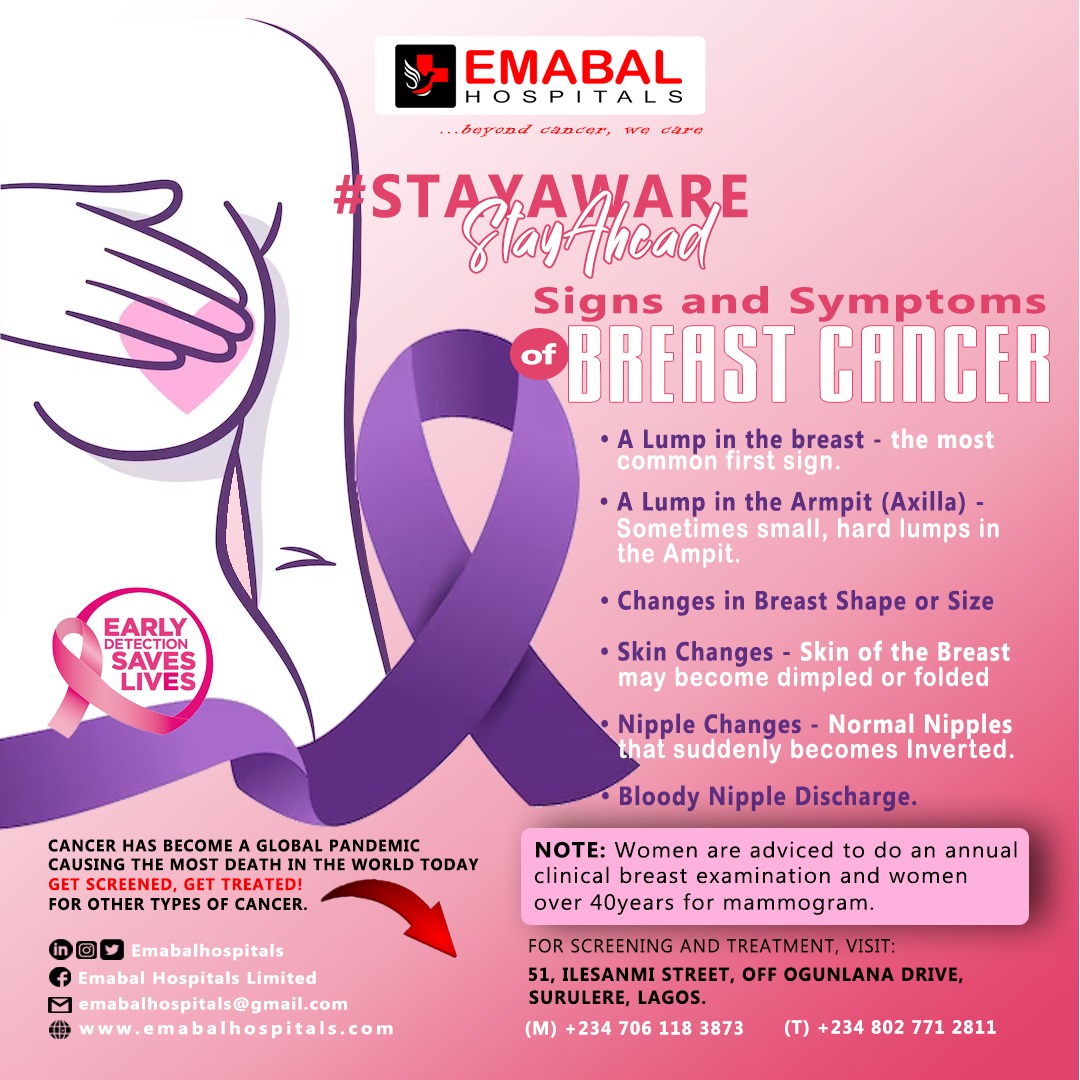 EMABAL
HOSPITALS
...beyond cancer, we care
#STAYAWARE
StayAhead
Signs and Symptoms
of BREAST CANCER
• A Lump in the breast - the most
common first sign.
• A Lump in the Armpit (Axilla) -
Sometimes small, hard lumps in
the Ampit.
• Changes in Breast Shape or Size
• Skin Changes - Skin of the Breast
may become dimpled or folded
• Nipple Changes - Normal Nipples
that suddenly becomes Inverted.
• Bloody Nipple Discharge.
EARLY
DETECTION
SAVES
LIVES
CANCER HAS BECOME A GLOBAL PANDEMIC
CAUSING THE MOST DEATH IN THE WORLD TODAY
GET SCREENED, GET TREATED!
FOR OTHER TYPES OF CANCER.
Emabalhospitals
Emabal Hospitals Limited
emabalhospitals@gmail.com
www.emabalhospitals.com
NOTE: Women are adviced to do an annual
clinical breast examination and women
over 40years for mammogram.
FOR SCREENING AND TREATMENT, VISIT:
51, ILESANMI STREET, OFF OGUNLANA DRIVE,
SURULERE, LAGOS.
(M) +234 706 118 3873 (T) +234 802 771 2811